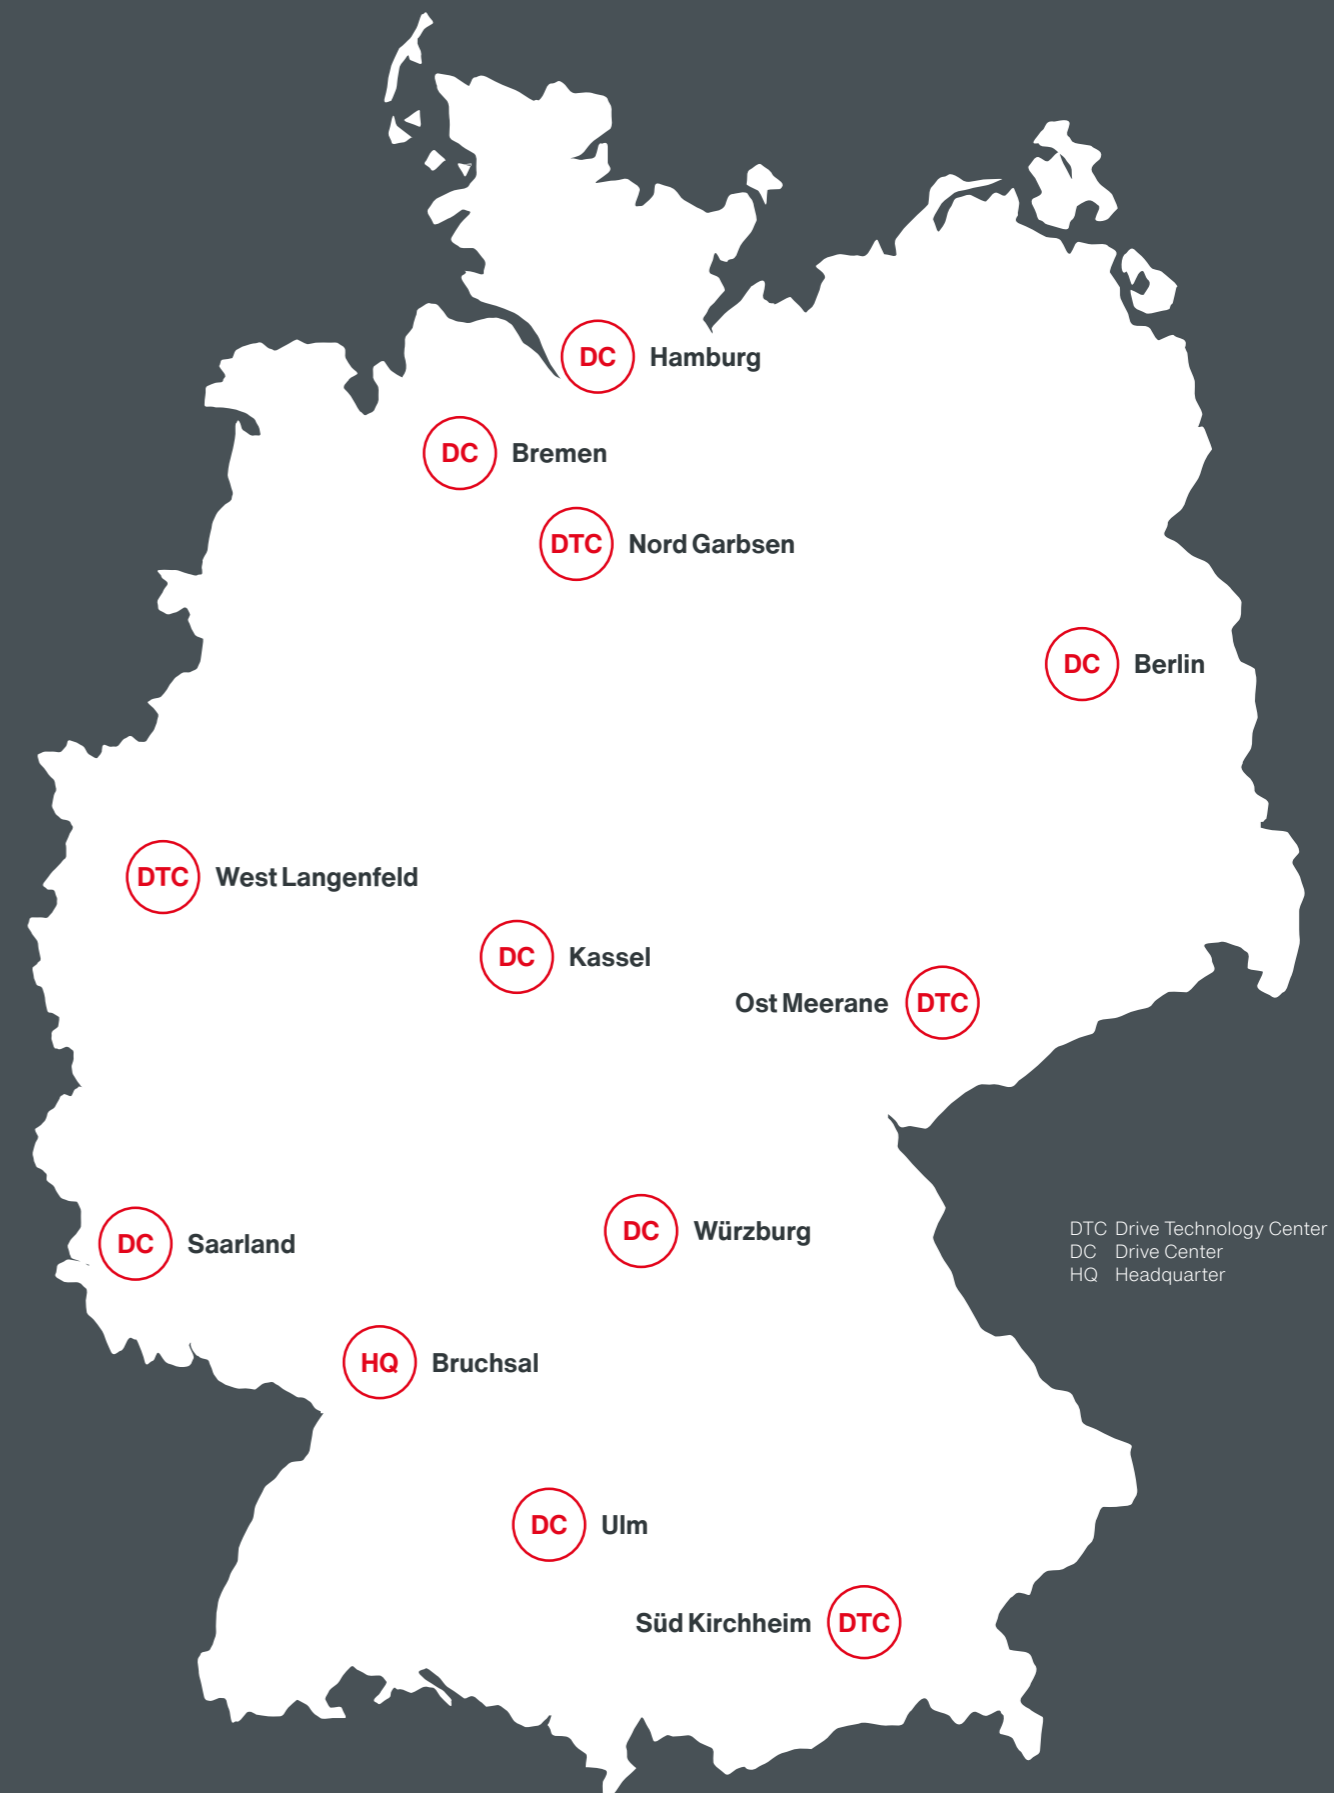 DC Hamburg
DC Bremen
DTC Nord Garbsen
DC Berlin
DTC West Langenfeld
DC Kassel
Ost Meerane DTC
DC Saarland
DC Würzburg
DTC Drive Technology Center
DC Drive Center
HQ Headquarter
HQ Bruchsal
DC Ulm
Süd Kirchheim DTC